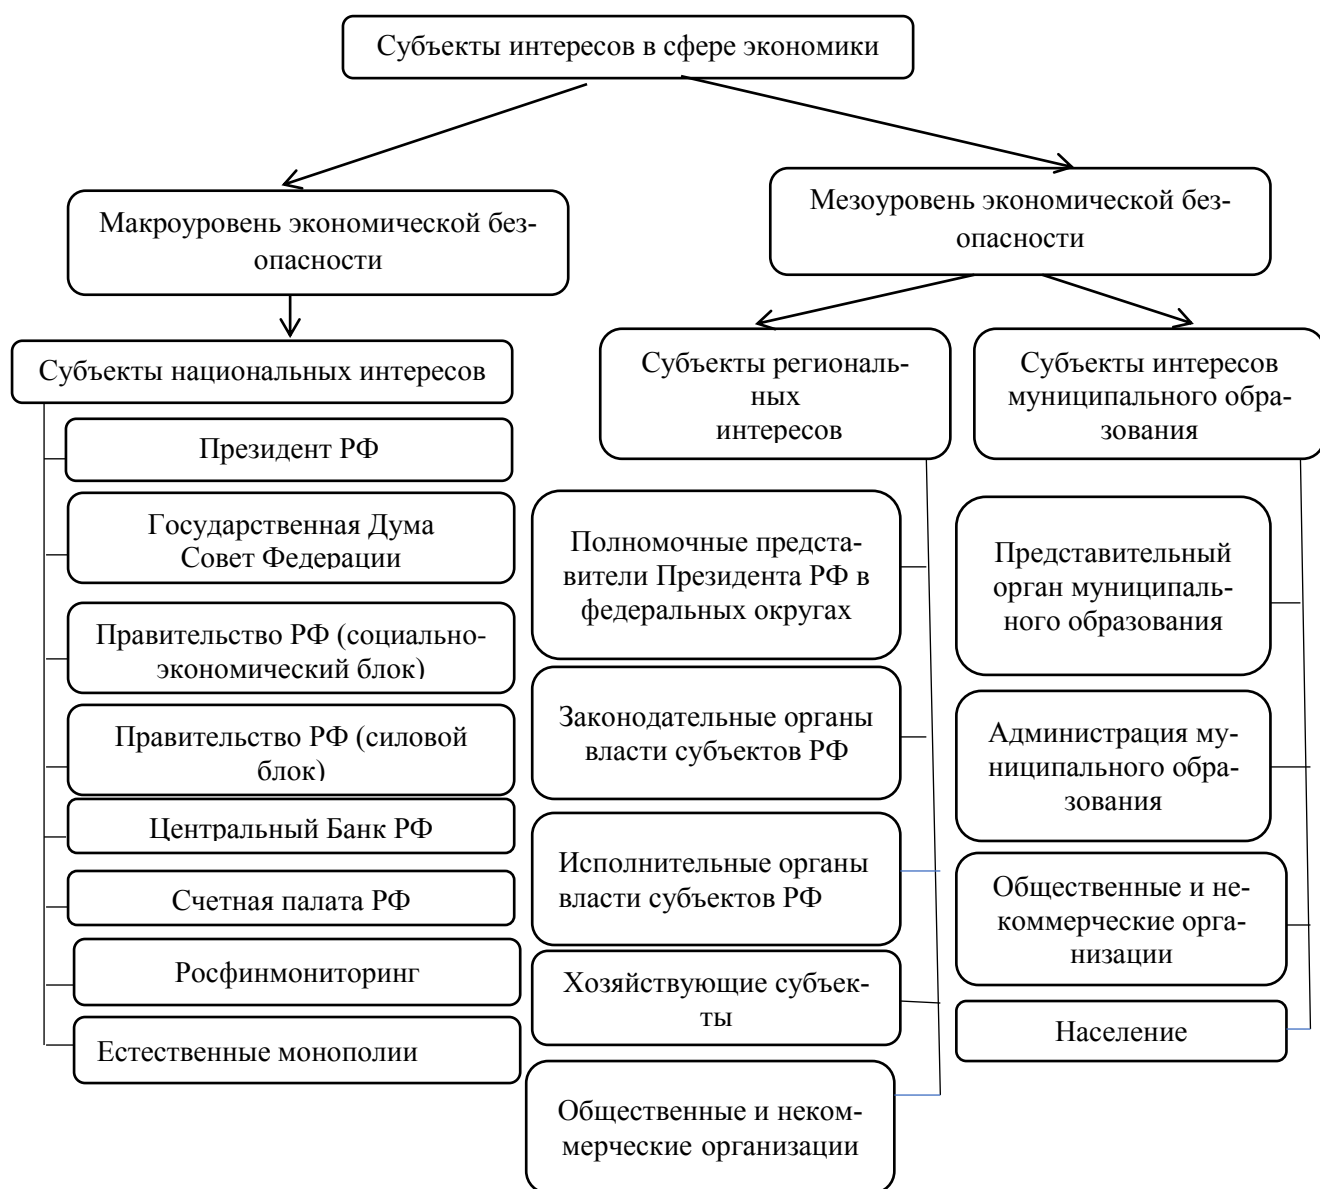 Субъекты интересов в сфере экономики
Макроуровень экономической без-
опасности
Мезоуровень экономической без-
опасности
Субъекты национальных интересов
Президент РФ
Государственная Дума
Совет Федерации
Правительство РФ (социально-
экономический блок)
Правительство РФ (силовой
блок)
Центральный Банк РФ
Счетная палата РФ
Росфинмониторинг
Естественные монополии
Субъекты региональ-
ных
интересов
Полномочные предста-
вители Президента РФ в
федеральных округах
Законодательные органы
власти субъектов РФ
Исполнительные органы
власти субъектов РФ
Хозяйствующие субъек-
ты
Общественные и неком-
мерческие организации
Субъекты интересов
муниципального обра-
зования
Представительный
орган муниципаль-
ного образования
Администрация му-
ниципального обра-
зования
Общественные и не-
коммерческие орга-
низации
Население